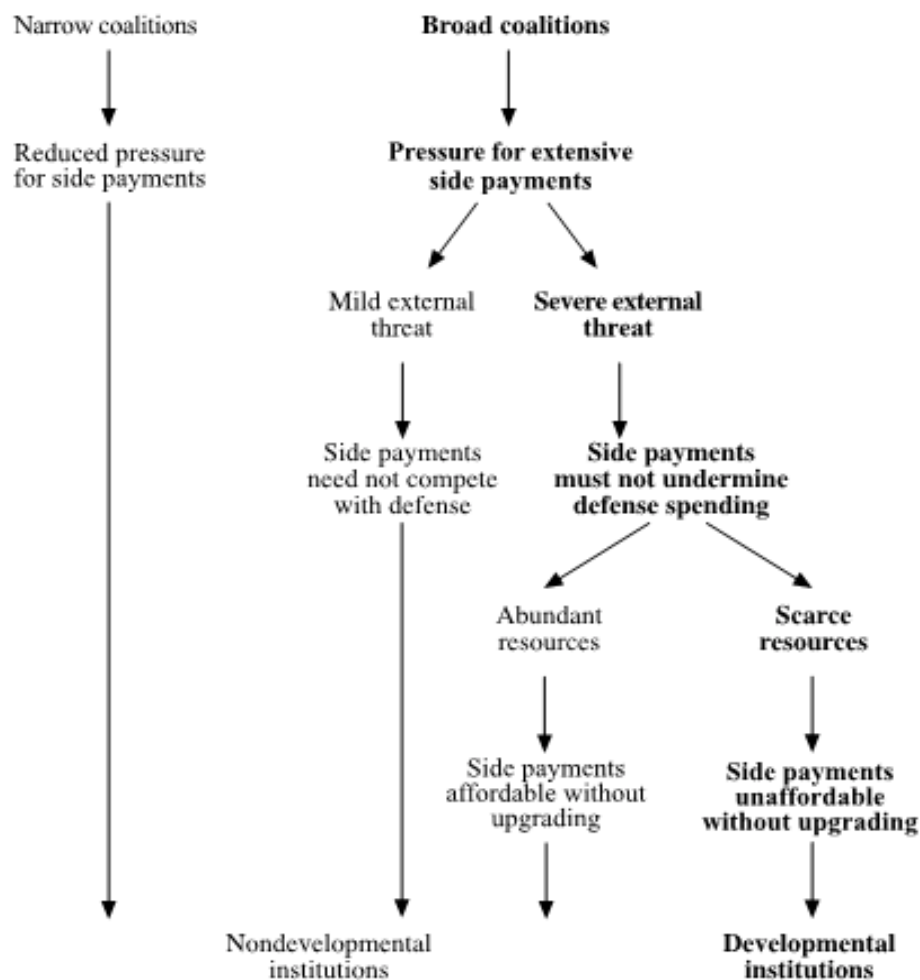 Narrow coalitions
Broad coalitions
Reduced pressure
for side payments
Pressure for extensive
side payments
Mild external
threat
Severe external
threat
Side payments
need not compete
with defense
Side payments
must not undermine
defense spending
Abundant
resources
Scarce
resources
Side payments
affordable without
upgrading
Side payments
unaffordable
without upgrading
Nondevelopmental
institutions
Developmental
institutions